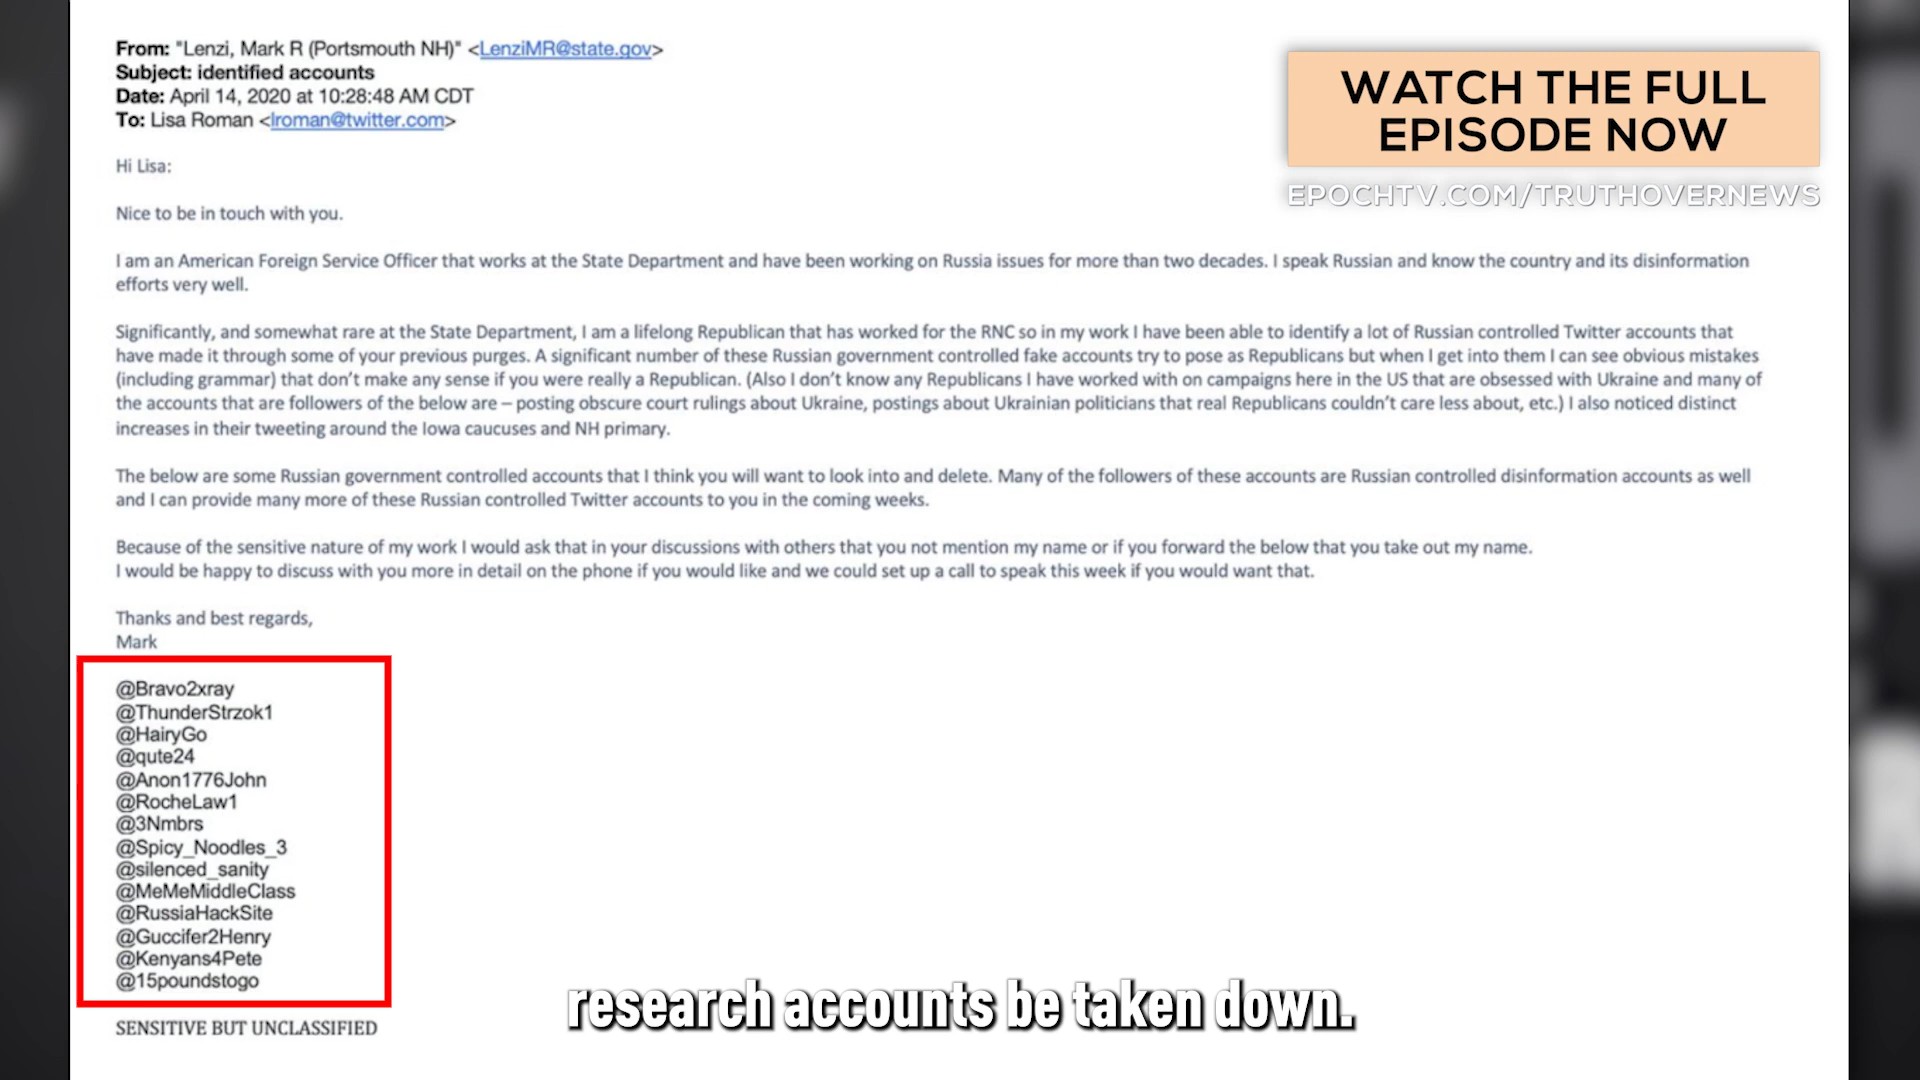 From: "Lenzi, Mark R (Portsmouth NH)" <LenziMR@state.gov>
Subject: identified accounts
Date: April 14, 2020 at 10:28:48 AM CDT
To: Lisa Roman <lroman@twitter.com>
WATCH THE FULL
EPISODE NOW
EPOCHTV.COM/TRUTHOVERNEWS
Hi Lisa:
Nice to be in touch with you.
I am an American Foreign Service Officer that works at the State Department and have been working on Russia issues for more than two decades. I speak Russian and know the country and its disinformation
efforts very well.
Significantly, and somewhat rare at the State Department, I am a lifelong Republican that has worked for the RNC so in my work I have been able to identify a lot of Russian controlled Twitter accounts that
have made it through some of your previous purges. A significant number of these Russian government controlled fake accounts try to pose as Republicans but when I get into them I can see obvious mistakes
(including grammar) that don't make any sense if you were really a Republican. (Also I don't know any Republicans I have worked with on campaigns here in the US that are obsessed with Ukraine and many of
the accounts that are followers of the below are – posting obscure court rulings about Ukraine, postings about Ukrainian politicians that real Republicans couldn't care less about, etc.) I also noticed distinct
increases in their tweeting around the Iowa caucuses and NH primary.
The below are some Russian government controlled accounts that I think you will want to look into and delete. Many of the followers of these accounts are Russian controlled disinformation accounts as well
and I can provide many more of these Russian controlled Twitter accounts to you in the coming weeks.
Because of the sensitive nature of my work I would ask that in your discussions with others that you not mention my name or if you forward the below that you take out my name.
I would be happy to discuss with you more in detail on the phone if you would like and we could set up a call to speak this week if you would want that.
Thanks and best regards,
Mark
@Bravo2xray
@ThunderStrzok1
@HairyGo
@qute24
@Anon1776John
@RocheLaw1
@3Nmbrs
@Spicy_Noodles_3
@silenced_sanity
@MeMeMiddleClass
@RussiaHackSite
@Guccifer2Henry
@Kenyans4Pete
@15poundstogo
research accounts be taken down.
SENSITIVE BUT UNCLASSIFIED